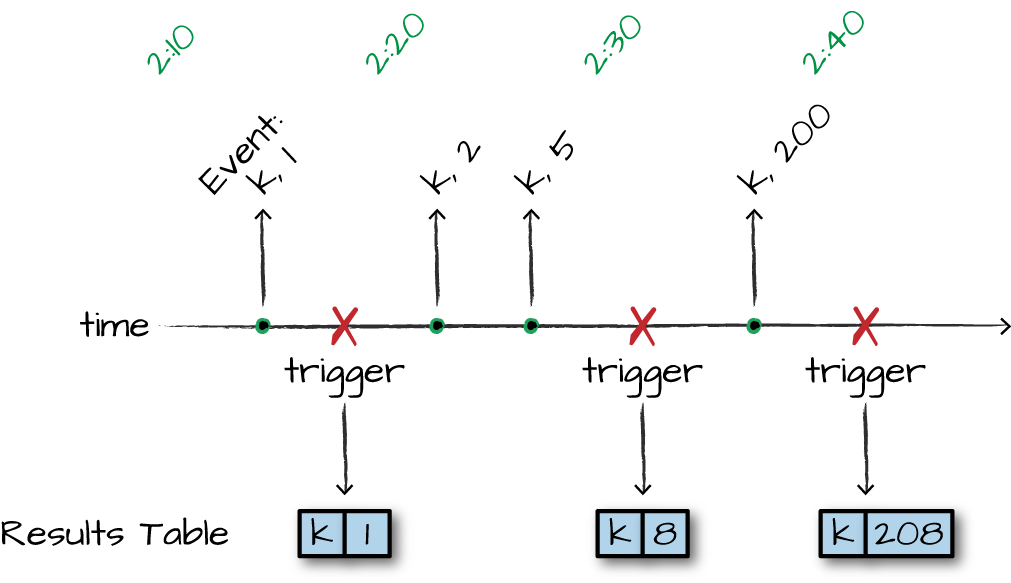 2:10 2:20 2:30 2:40
Event:
k, 1 k, 2 k, 5 k, 200
time
trigger trigger trigger
Results Table k 1 k 8 k 208